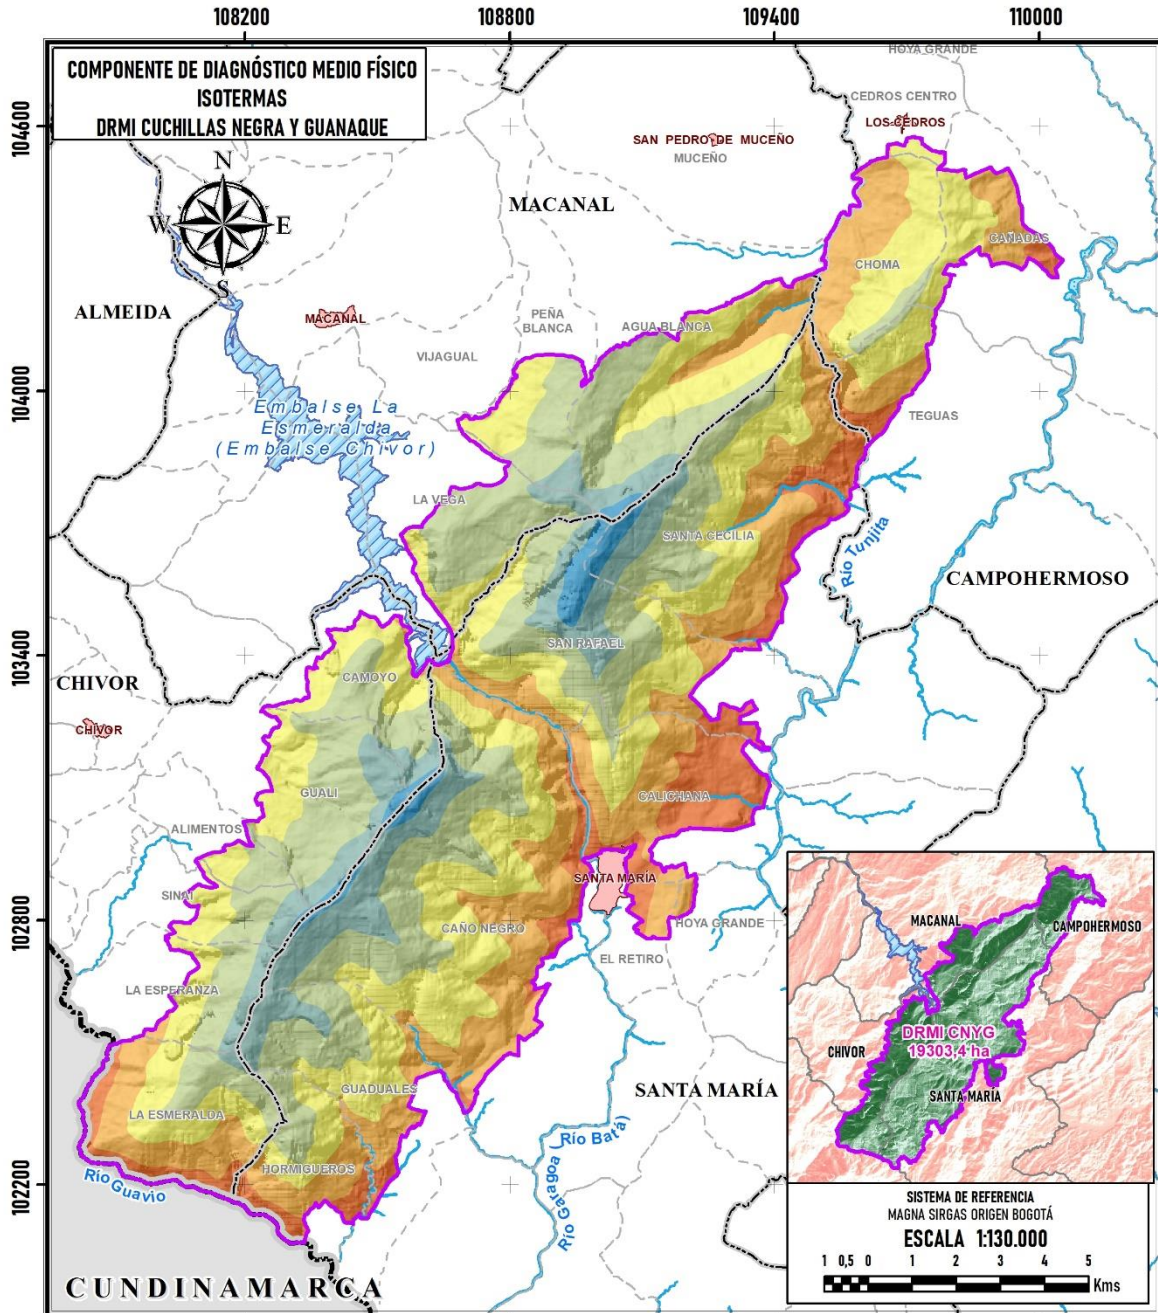 108200 108800 109400 110000
COMPONENTE DE DIAGNÓSTICO MEDIO FÍSICO
ISOTERMAS
DRMI CUCHILLAS NEGRA Y GUANAQUE
HOYA GRANDE
CEDROS CENTRO
LOS CEDROS
104600
SAN PEDRO DE MUCEÑO
MUCEÑO
N
W E
S
MACANAL
CAÑADAS
CHOMA
ALMEIDA
MACANAL
PEÑA
BLANCA
AGUA BLANCA
VIJAGUAL
104000
Embalse La
Esmeralda
(Embalse Chivor)
TEGUAS
LA VEGA
SANTA CECILIA
Río Tunjita
CAMPOHERMOSO
SAN RAFAEL
103400
CAMOYO
CHIVOR
CHIVOR
GUALI
CALICHANA
ALIMENTOS
SANTA MARÍA
SINAI
102800
CAÑO NEGRO
HOYA GRANDE
EL RETIRO
LA ESPERANZA
GUADUALES
SANTA MARÍA
LA ESMERALDA
Río Garagoa (Río Batá)
HORMIGUEROS
102200
Río Guavio
CUNDINAMARCA
MACANAL
CAMPOHERMOSO
DRMI CNYG
19303,4 ha
CHIVOR
SANTA MARÍA
SISTEMA DE REFERENCIA
MAGNA SIRGAS ORIGEN BOGOTÁ
ESCALA 1:130.000
1 0,5 0 1 2 3 4 5
Kms